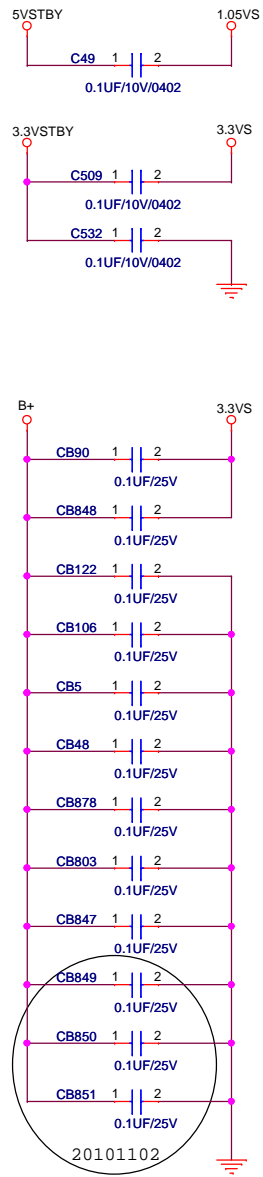 5VSTBY 1.05VS
C49 1 2
0.1UF/10V/0402
3.3VSTBY 3.3VS
C509 1 2
0.1UF/10V/0402
C532 1 2
0.1UF/10V/0402
B+ 3.3VS
CB90 1 2
0.1UF/25V
CB848 1 2
0.1UF/25V
CB122 1 2
0.1UF/25V
CB106 1 2
0.1UF/25V
CB5 1 2
0.1UF/25V
CB48 1 2
0.1UF/25V
CB878 1 2
0.1UF/25V
CB803 1 2
0.1UF/25V
CB847 1 2
0.1UF/25V
CB849 1 2
0.1UF/25V
CB850 1 2
0.1UF/25V
CB851 1 2
0.1UF/25V
20101102